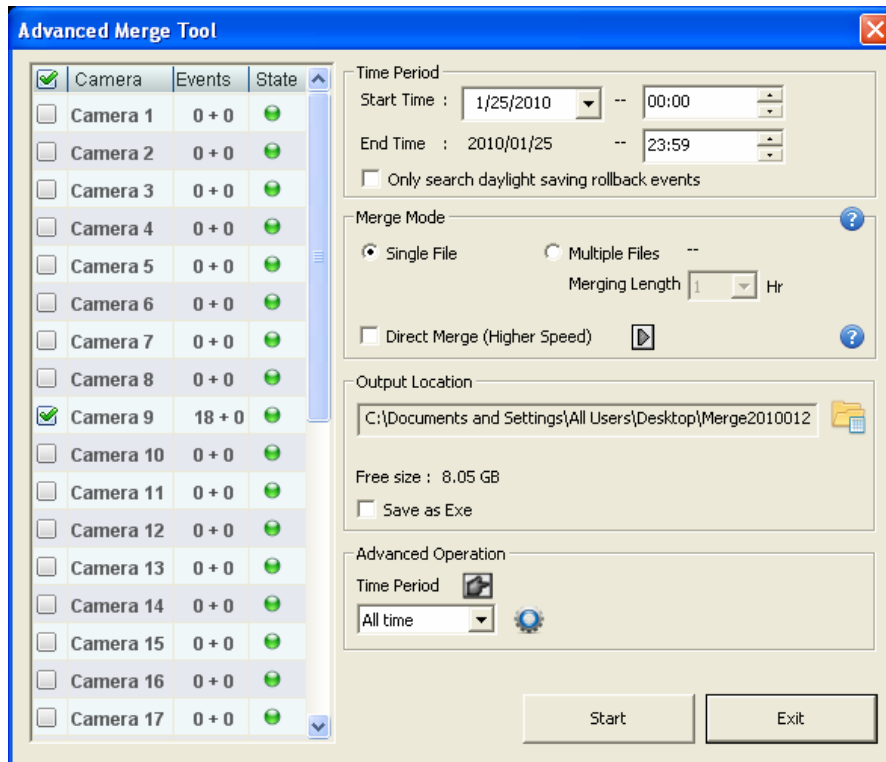 Advanced Merge Tool
Camera Events State
Camera 1 0 + 0
Camera 2 0 + 0
Camera 3 0 + 0
Camera 4 0 + 0
Camera 5 0 + 0
Camera 6 0 + 0
Camera 7 0 + 0
Camera 8 0 + 0
Camera 9 18 + 0
Camera 10 0 + 0
Camera 11 0 + 0
Camera 12 0 + 0
Camera 13 0 + 0
Camera 14 0 + 0
Camera 15 0 + 0
Camera 16 0 + 0
Camera 17 0 + 0
Time Period
Start Time : 1/25/2010 -- 00:00
End Time : 2010/01/25 -- 23:59
Only search daylight saving rollback events
Merge Mode
Single File Multiple Files --
Merging Length 1 Hr
Direct Merge (Higher Speed)
Output Location
C:\Documents and Settings\All Users\Desktop\Merge2010012
Free size : 8.05 GB
Save as Exe
Advanced Operation
Time Period
All time
Start Exit